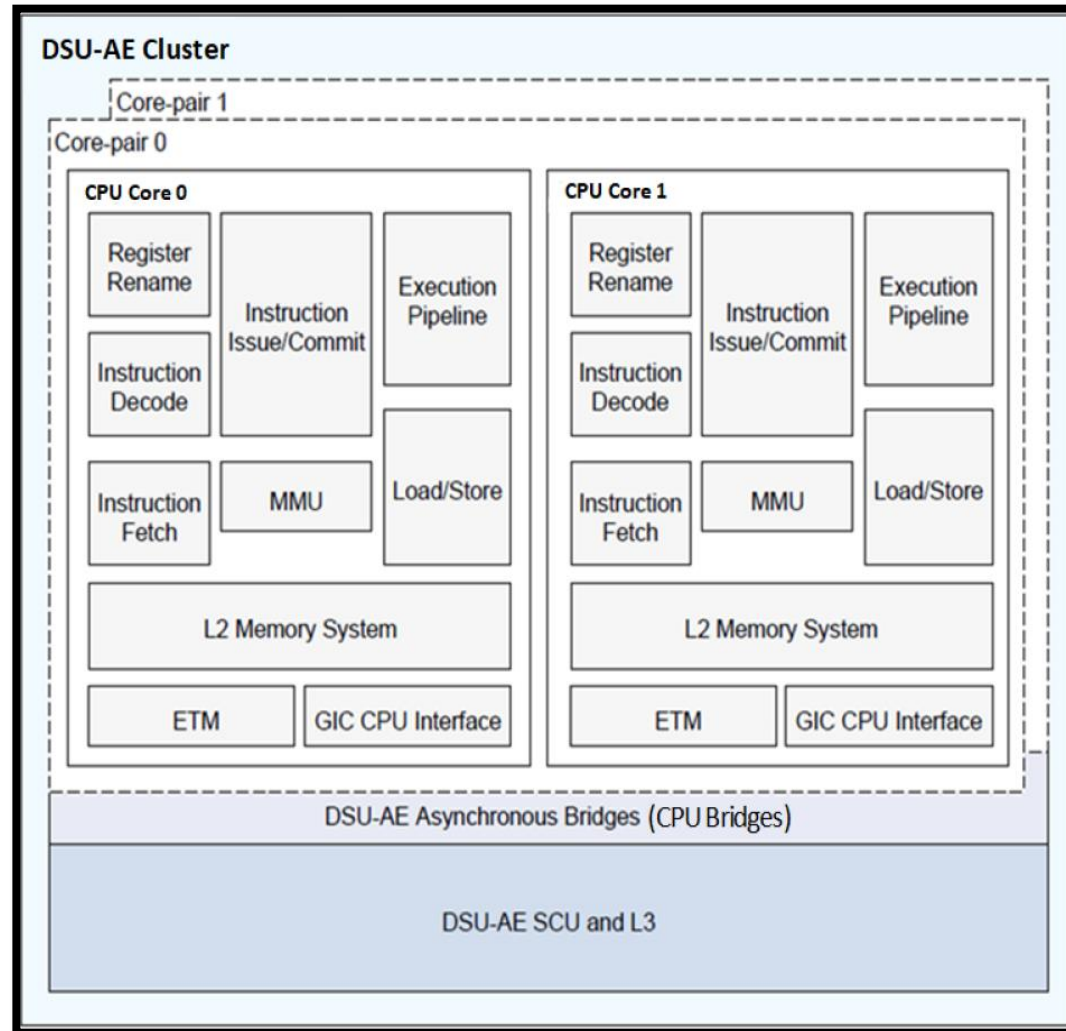 DSU-AE Cluster
Core-pair 1
Core-pair 0
CPU Core 0
Register
Rename
Instruction
Issue/Commit
Execution
Pipeline
Instruction
Decode
Instruction
Fetch
MMU
Load/Store
L2 Memory System
ETM
GIC CPU Interface
CPU Core 1
Register
Rename
Instruction
Issue/Commit
Execution
Pipeline
Instruction
Decode
Instruction
Fetch
MMU
Load/Store
L2 Memory System
ETM
GIC CPU Interface
DSU-AE Asynchronous Bridges (CPU Bridges)
DSU-AE SCU and L3